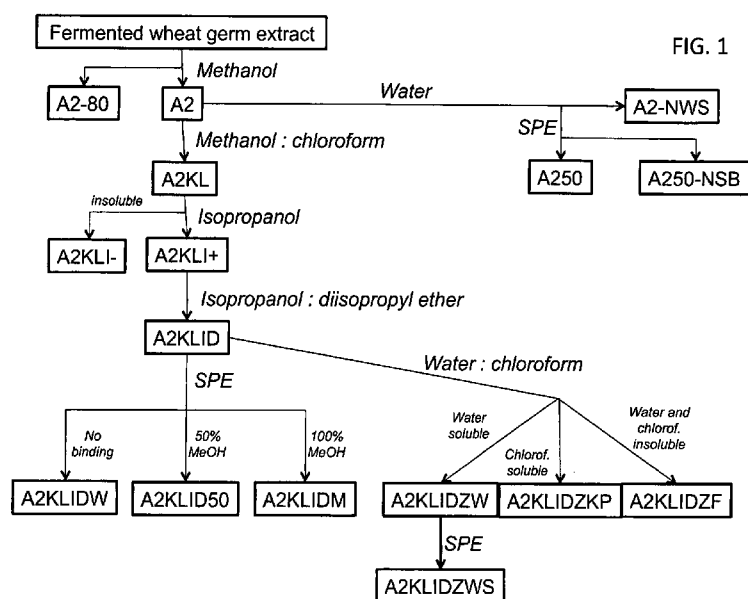 Fermented wheat germ extract
FIG. 1
Methanol
A2-80
A2
Water
A2-NWS
SPE
Methanol : chloroform
A2KL
A250
A250-NSB
insoluble
Isopropanol
A2KLI-
A2KLI+
Isopropanol : diisopropyl ether
A2KLID
Water : chloroform
SPE
No
binding
50%
MeOH
100%
MeOH
Water
soluble
Chlorof.
soluble
Water and
chlorof.
insoluble
A2KLIDW
A2KLID50
A2KLIDM
A2KLIDZW
A2KLIDZKP
A2KLIDZF
SPE
A2KLIDZWS